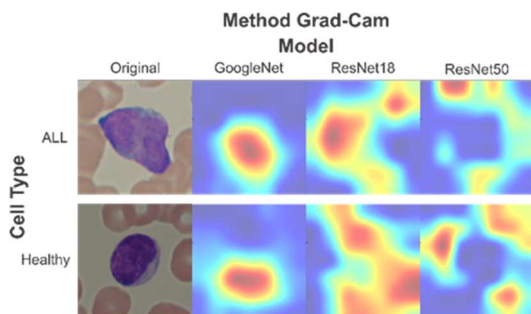 Method Grad-Cam
Model
Original GoogleNet ResNet18 ResNet50
ALL
Cell Type
Healthy